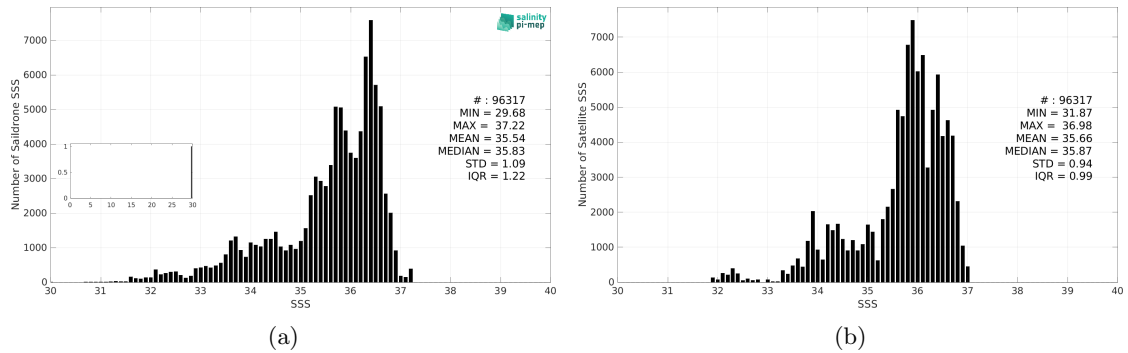 salinity
pi-mep
Number of Saildrone SSS
7000
6000
5000
4000
3000
2000
1000
0
# : 96317
MIN = 29.68
MAX = 37.22
MEAN = 35.54
MEDIAN = 35.83
STD = 1.09
IQR = 1.22
1
0.5
0
0 5 10 15 20 25 30
30 31 32 33 34 35 36 37 38 39 40
SSS
(a)
Number of Satellite SSS
7000
6000
5000
4000
3000
2000
1000
0
# : 96317
MIN = 31.87
MAX = 36.98
MEAN = 35.66
MEDIAN = 35.87
STD = 0.94
IQR = 0.99
30 31 32 33 34 35 36 37 38 39 40
SSS
(b)